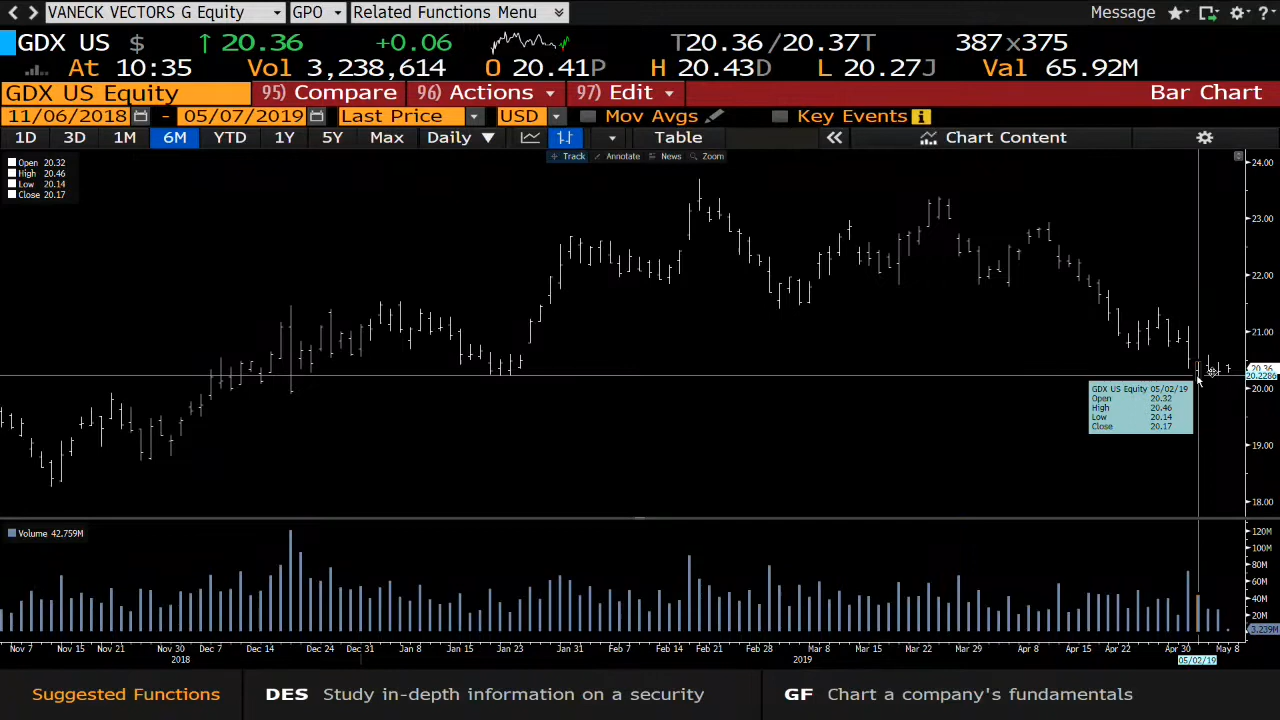 VANECK VECTORS G Equity GPO Related Functions Menu Message ?
GDX US $ ↑ 20.36 +0.06 T20.36 /20.37T 387x375
At 10:35 Vol 3,238,614 O 20.41P H 20.43D L 20.27J Val 65.92M
GDX US Equity 95) Compare 96) Actions 97) Edit Bar Chart
11/06/2018 - 05/07/2019 Last Price USD Mov Avgs Key Events i
1D 3D 1M 6M YTD 1Y 5Y Max Daily ▼ Table « Chart Content
Track Annotate News Zoom
Open 20.32
High 20.46
Low 20.14
Close 20.17
24.00
23.00
22.00
21.00
20.36
20.2286
20.00
19.00
18.00
GDX US Equity 05/02/19
Open 20.32
High 20.46
Low 20.14
Close 20.17
Volume 42.759M
120M
100M
80M
60M
40M
20M
3.239M
Nov 7 Nov 15 Nov 21 Nov 30 Dec 7 Dec 14 Dec 24 Dec 31 Jan 8 Jan 15 Jan 23 Jan 31 Feb 7 Feb 14 Feb 21 Feb 28 Mar 8 Mar 15 Mar 22 Mar 29 Apr 8 Apr 15 Apr 22 Apr 30 May 8
2018 2019 05/02/19
Suggested Functions DES Study in-depth information on a security GF Chart a company's fundamentals